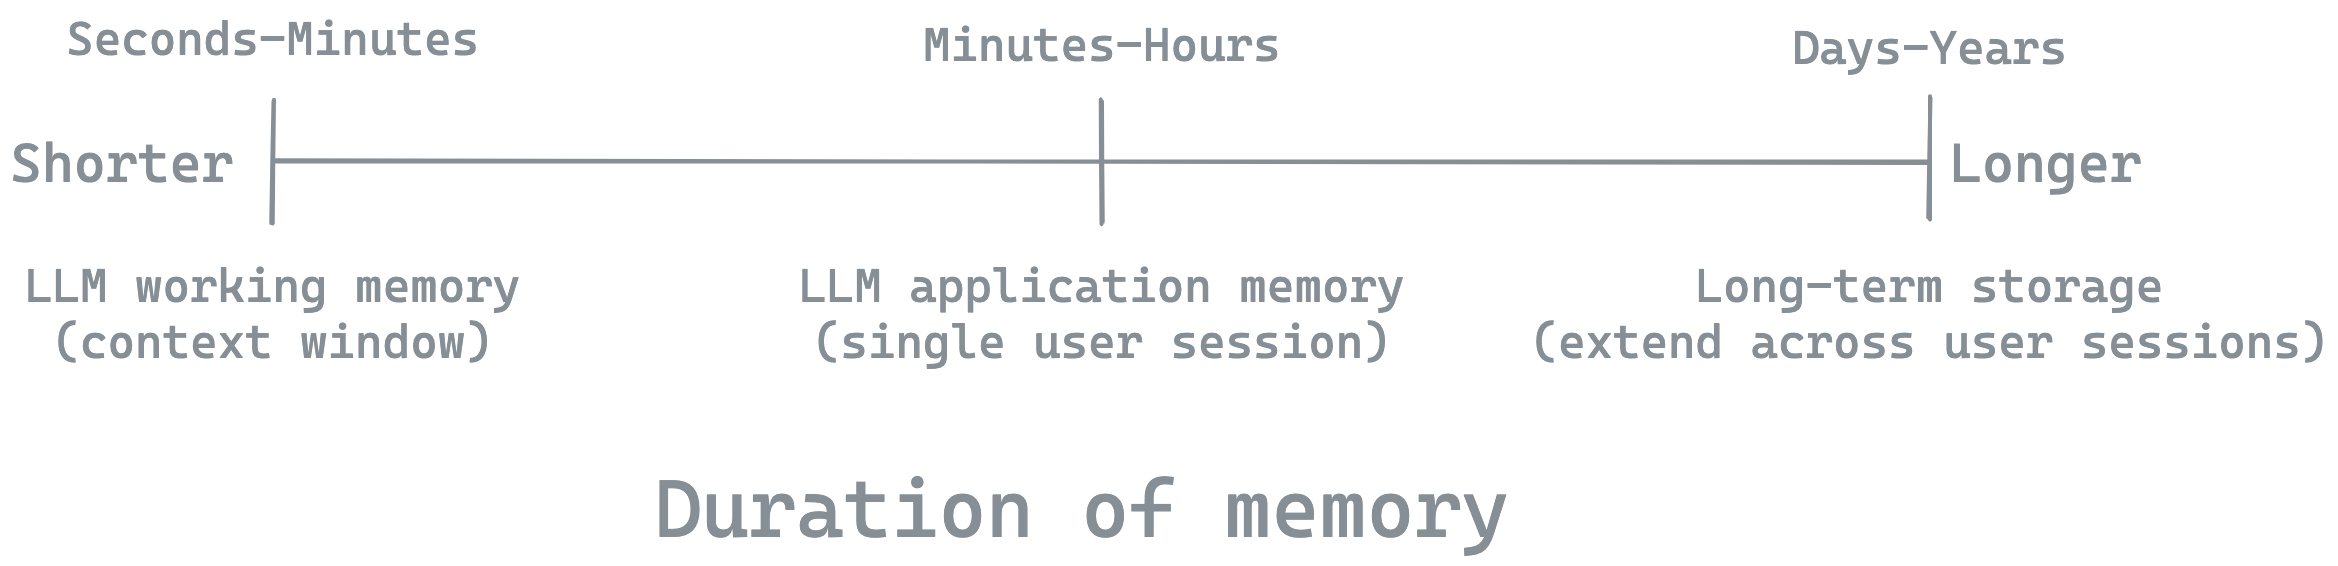 Seconds-Minutes
Minutes-Hours
Days-Years
Shorter
Longer
LLM working memory
(context window)
LLM application memory
(single user session)
Long-term storage
(extend across user sessions)
Duration of memory